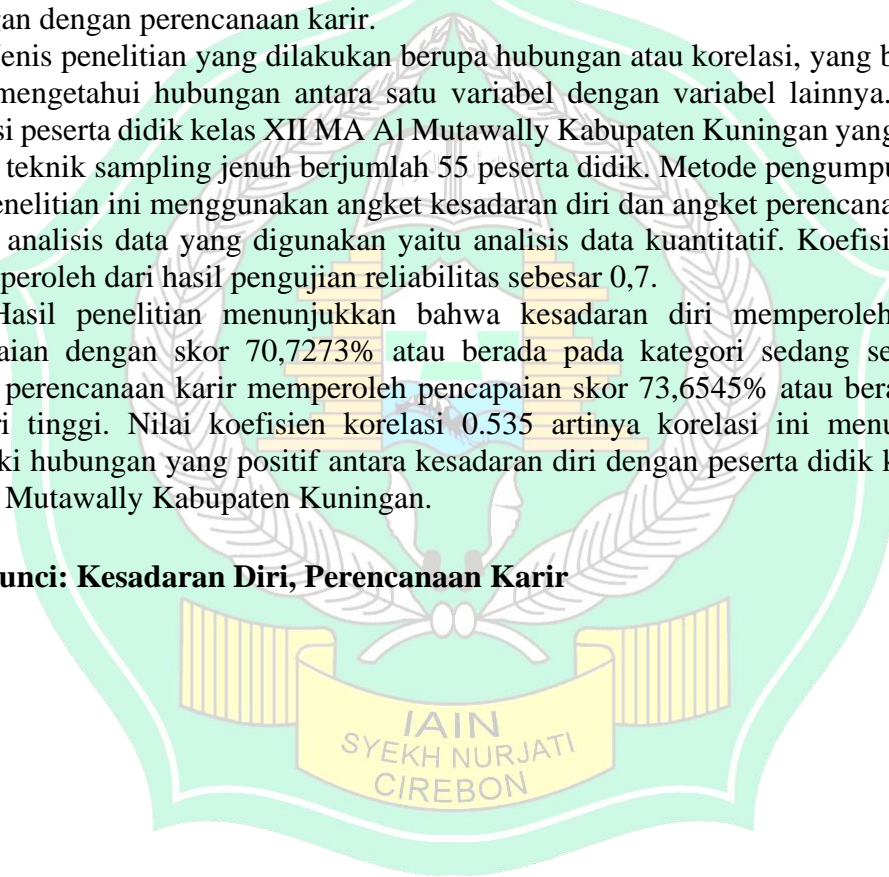 gan dengan perencanaan karir.
enis penelitian yang dilakukan berupa hubungan atau korelasi, yang b
mengetahui hubungan antara satu variabel dengan variabel lainnya.
si peserta didik kelas XII MA Al Mutawally Kabupaten Kuningan yang
teknik sampling jenuh berjumlah 55 peserta didik. Metode pengumpu
enelitian ini menggunakan angket kesadaran diri dan angket perencana
analisis data yang digunakan yaitu analisis data kuantitatif. Koefisi
peroleh dari hasil pengujian reliabilitas sebesar 0,7.
Hasil penelitian menunjukkan bahwa kesadaran diri memperoleh
aian dengan skor 70,7273% atau berada pada kategori sedang se
perencanaan karir memperoleh pencapaian skor 73,6545% atau bera
ri tinggi. Nilai koefisien korelasi 0.535 artinya korelasi ini menu
ki hubungan yang positif antara kesadaran diri dengan peserta didik k
Mutawally Kabupaten Kuningan.
unci: Kesadaran Diri, Perencanaan Karir
IAIN
SYEKH NURJATI
CIREBON